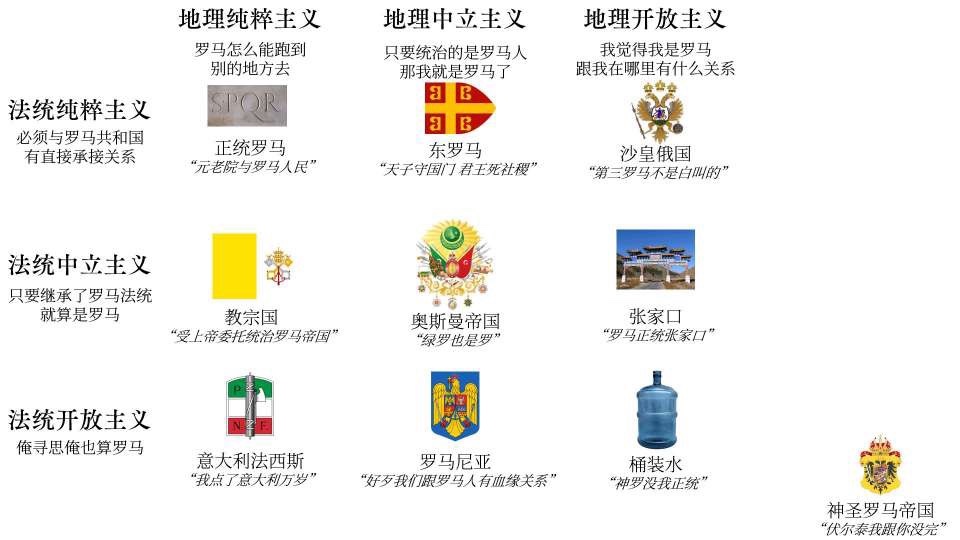 地理纯粹主义
地理中立主义
地理开放主义
罗马怎么能跑到
别的地方去
只要统治的是罗马人
那我就是罗马了
我觉得我是罗马
跟我在哪里有什么关系
法统纯粹主义
必须与罗马共和国
有直接承接关系
SPQR
正统罗马
“元老院与罗马人民”
东罗马
“天子守国门 君王死社稷”
沙皇俄国
“第三罗马不是白叫的”
法统中立主义
只要继承了罗马法统
就算是罗马
教宗国
“受上帝委托统治罗马帝国”
奥斯曼帝国
“绿罗也是罗”
张家口
“罗马正统张家口”
法统开放主义
俺寻思俺也算罗马
P. N. F.
意大利法西斯
“我点了意大利万岁”
罗马尼亚
“好歹我们跟罗马人有血缘关系”
桶装水
“神罗没我正统”
神圣罗马帝国
“伏尔泰我跟你没完”